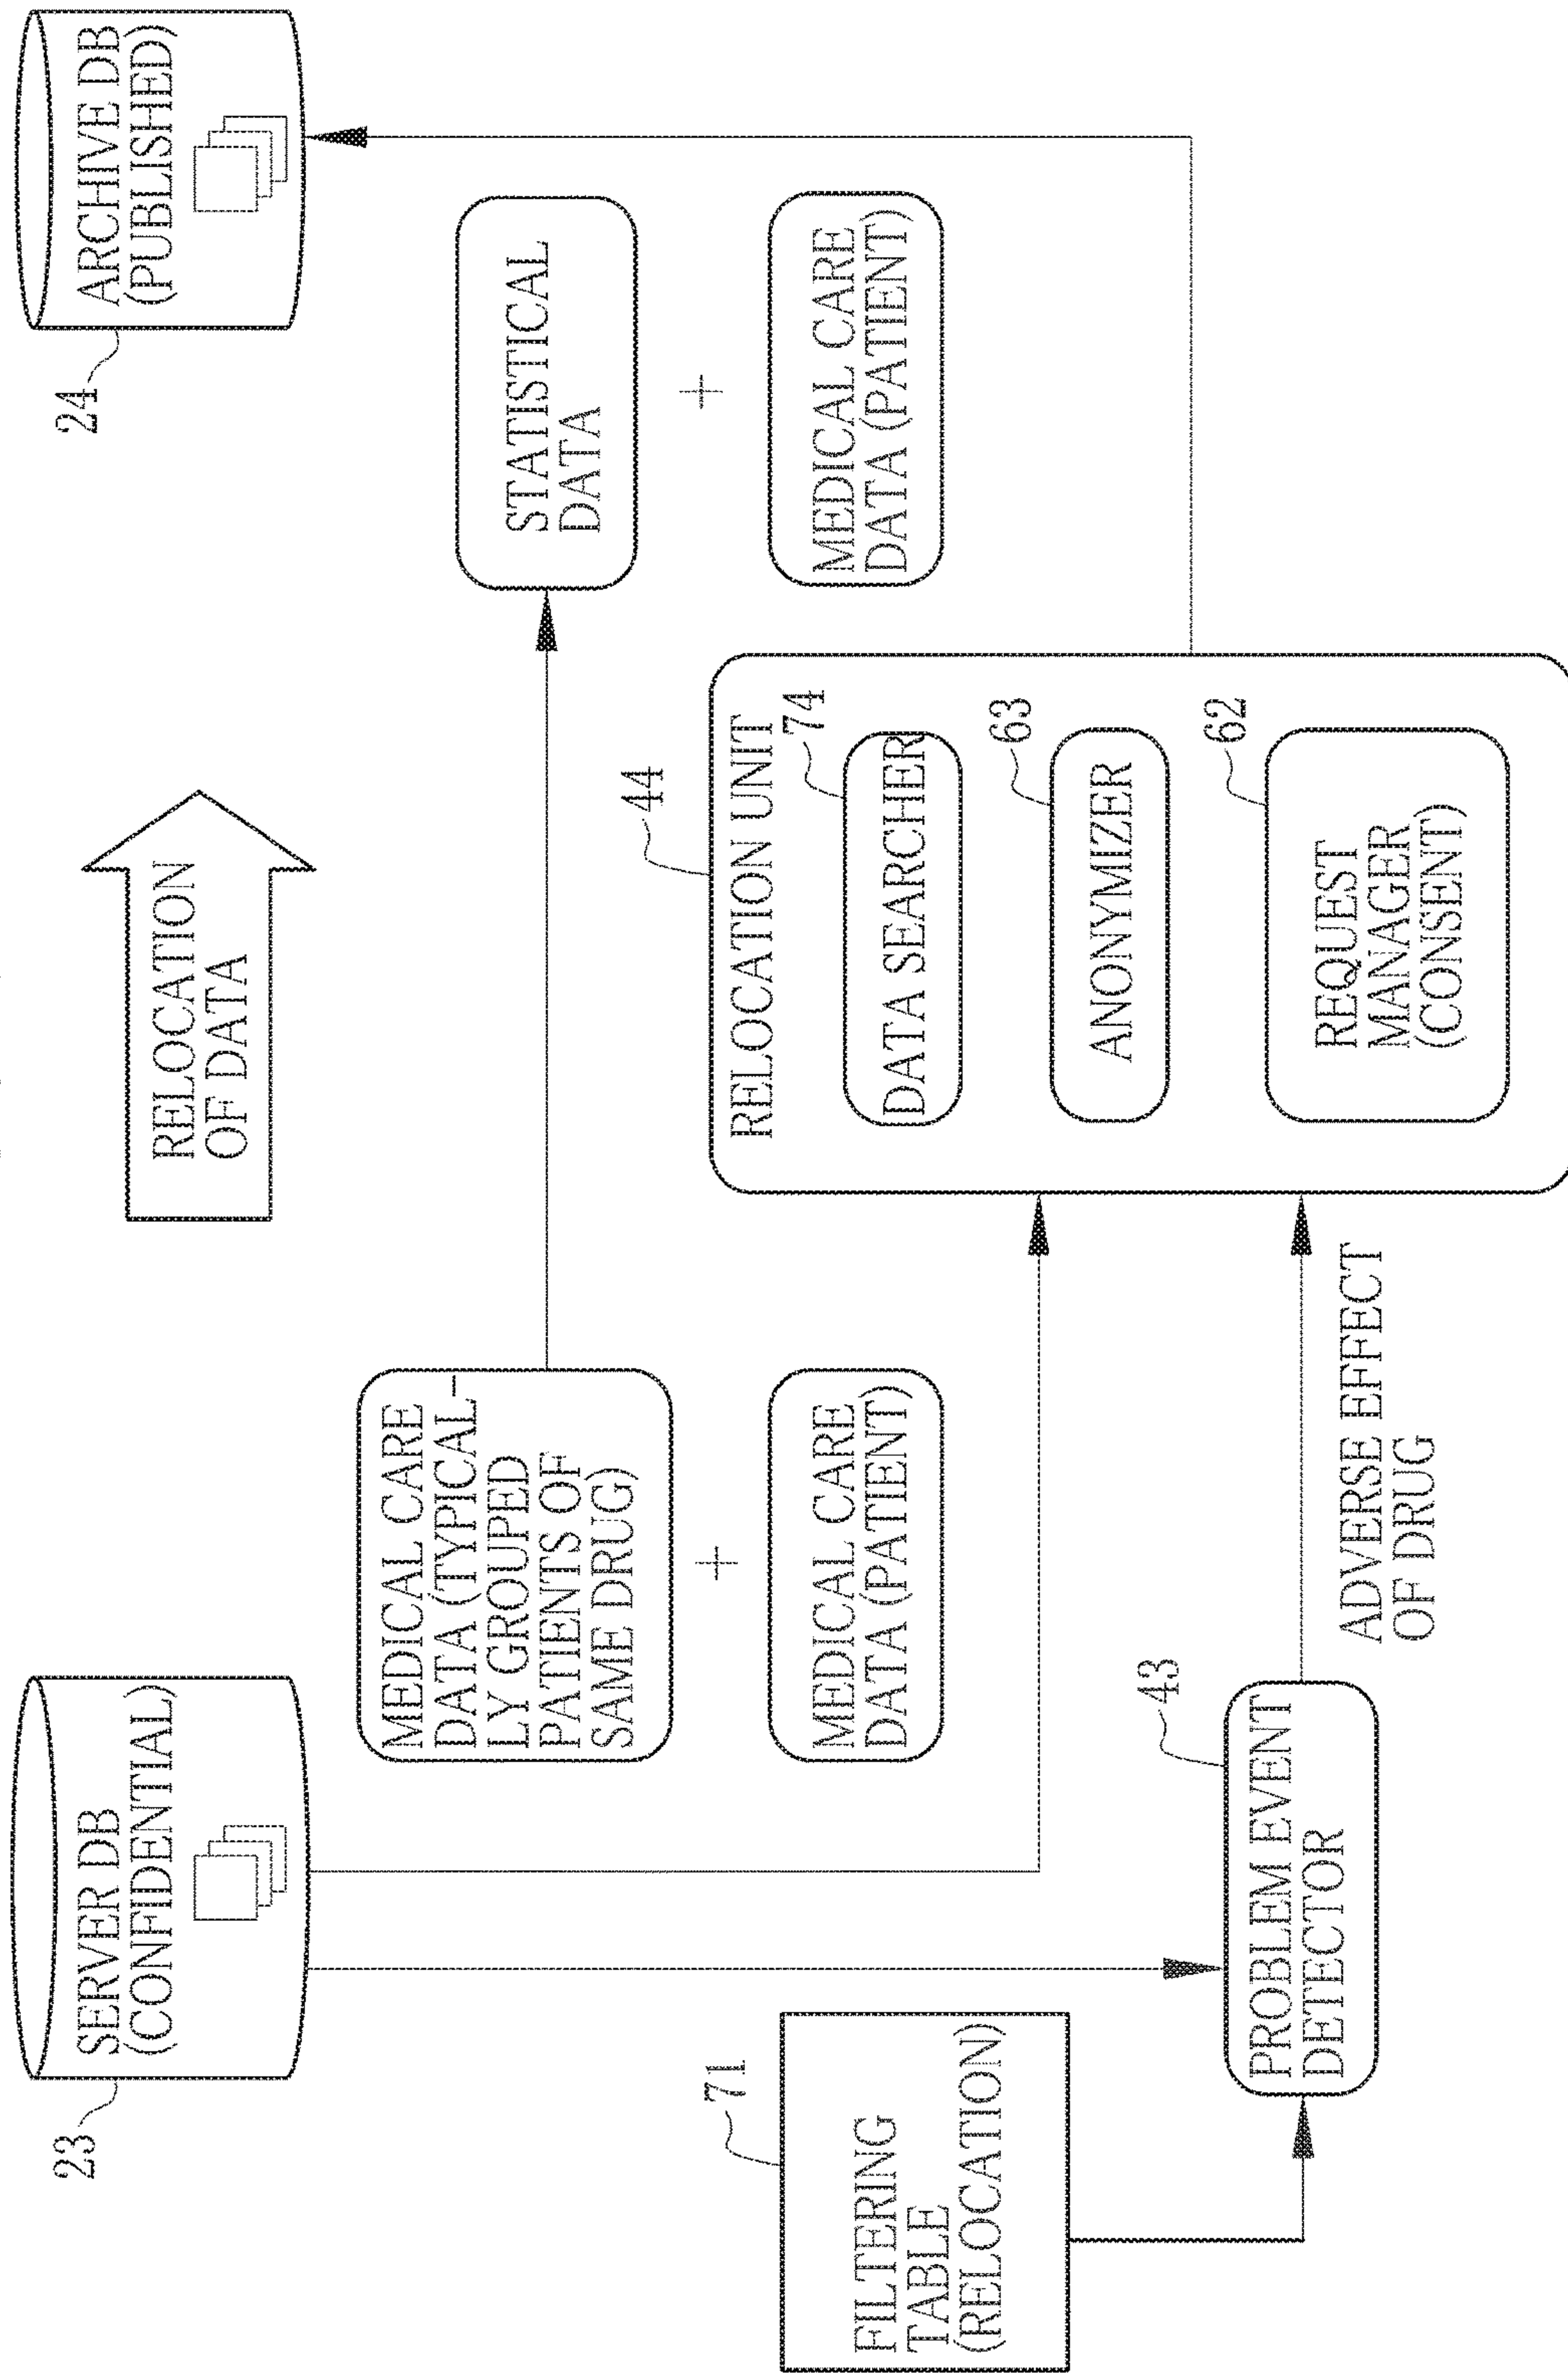 23
SERVER DB
(CONFIDENTIAL)
RELOCATION
OF DATA
24
ARCHIVE DB
(PUBLISHED)
MEDICAL CARE
DATA (TYPICAL-
LY GROUPED
PATIENTS OF
SAME DRUG)
+
MEDICAL CARE
DATA (PATIENT)
STATISTICAL
DATA
+
MEDICAL CARE
DATA (PATIENT)
44
RELOCATION UNIT
74
DATA SEARCHER
63
ANONYMIZER
62
REQUEST
MANAGER
(CONSENT)
71
FILTERING
TABLE
(RELOCATION)
43
PROBLEM EVENT
DETECTOR
ADVERSE EFFECT
OF DRUG